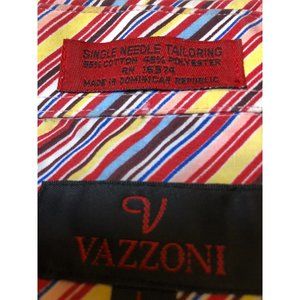 SINGLE NEEDLE TAILORING
55% COTTON 45% POLYESTER
MADE IN DOMINICAN REPUBLIC
V
VAZZONI